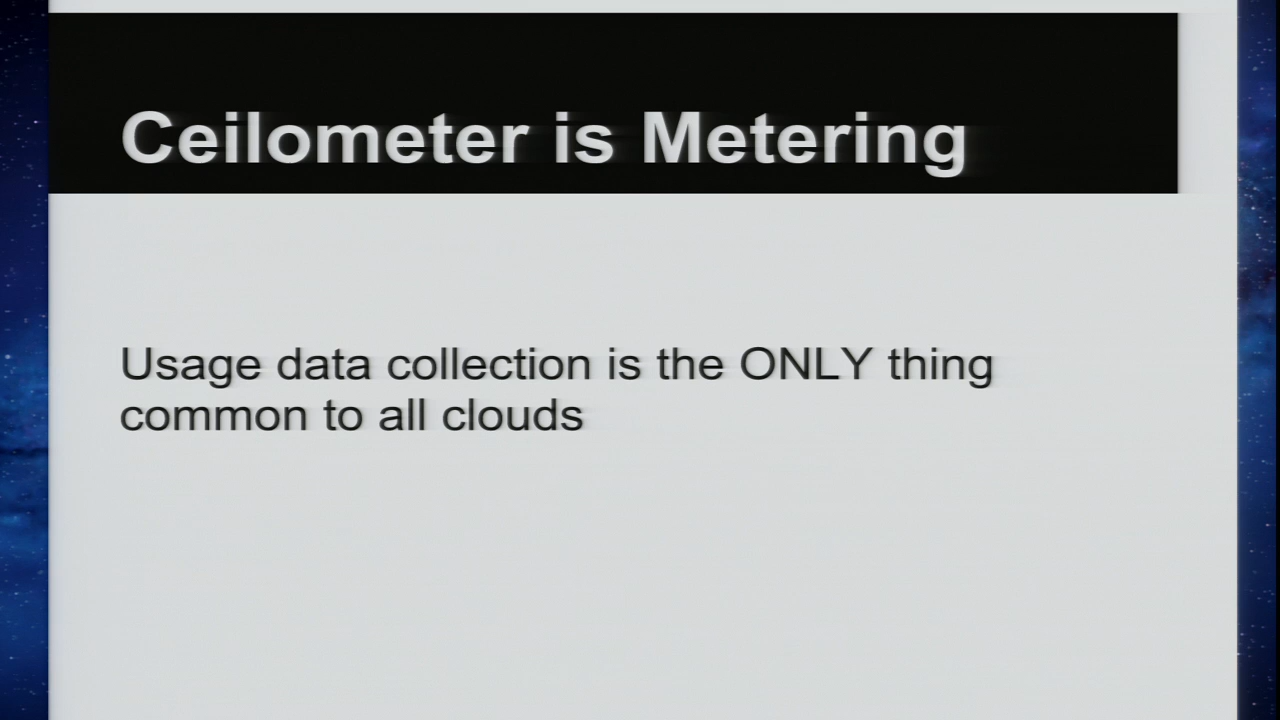 Ceilometer is Metering
Usage data collection is the ONLY thing
common to all clouds